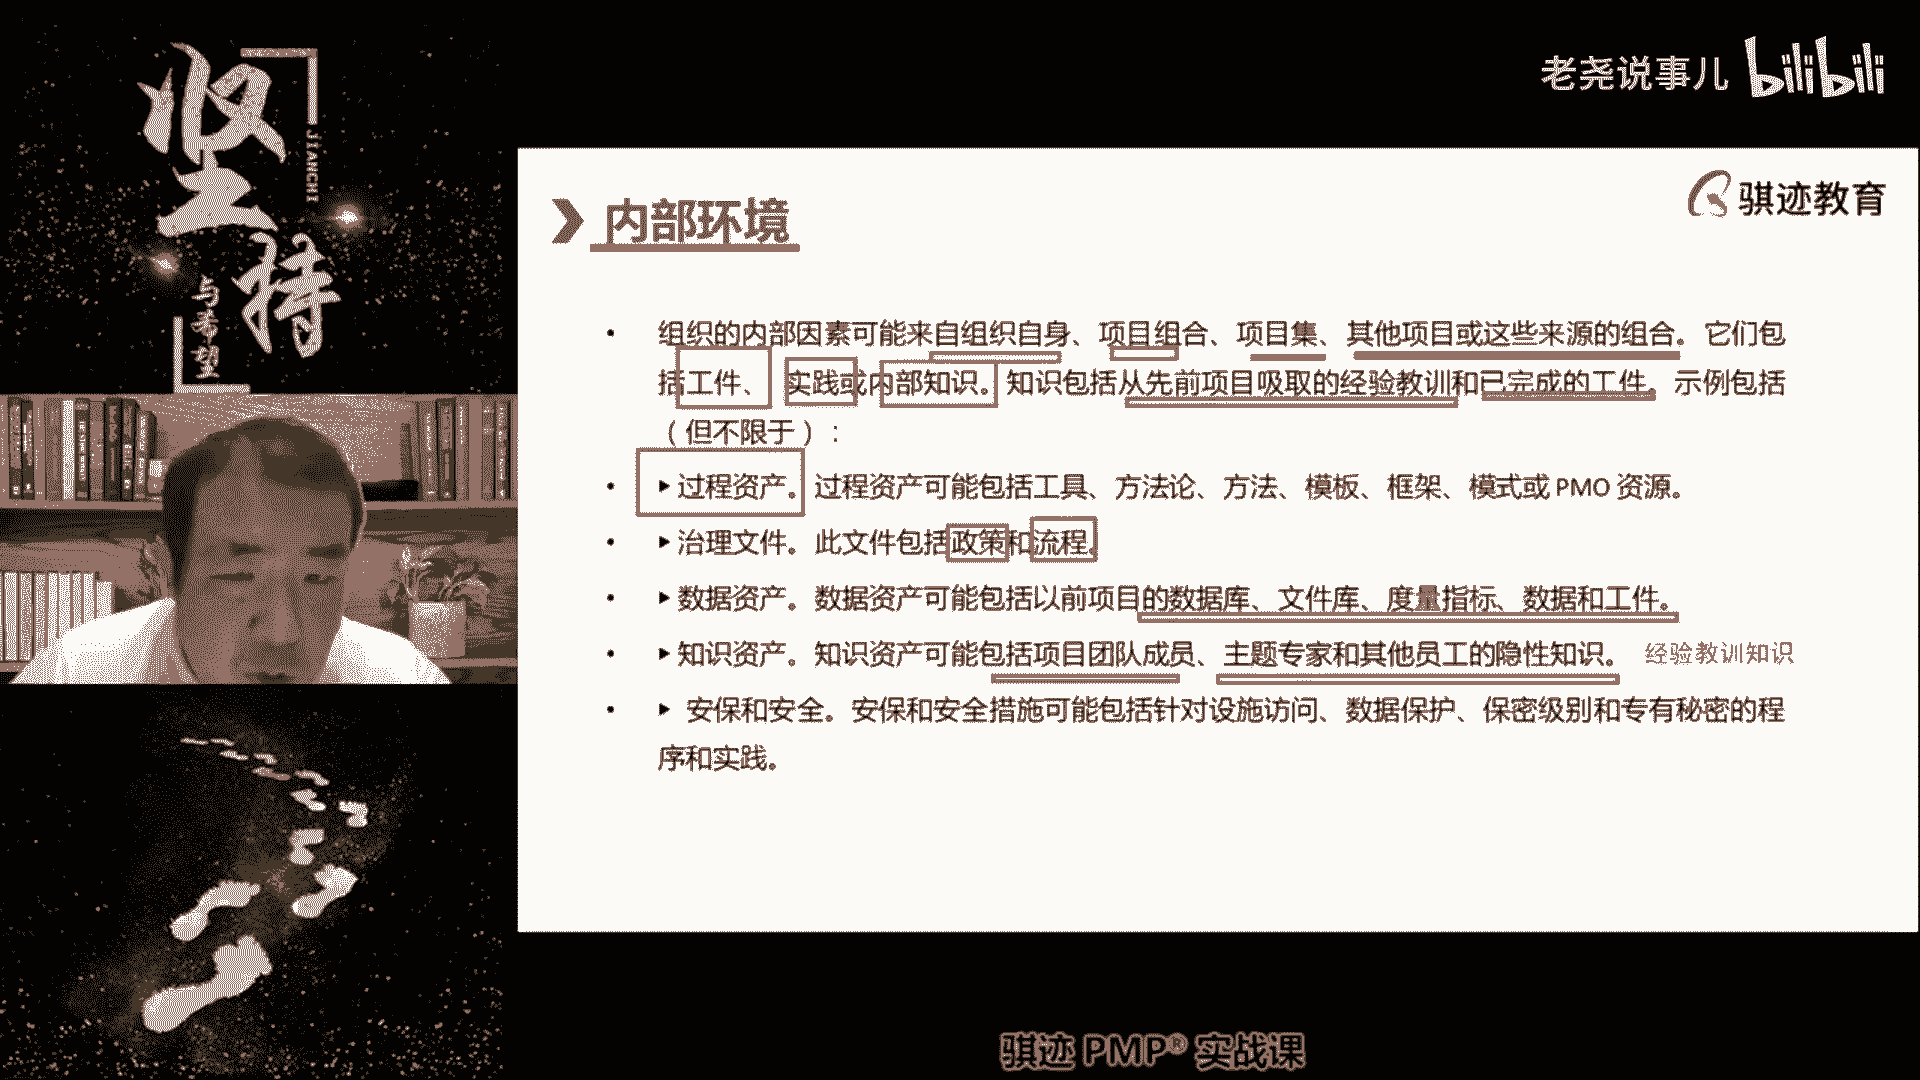 坚持
JIANCHI
与希望
老尧说事儿 bilibili
骐迹教育
内部环境
• 组织的内部因素可能来自组织自身、项目组合、项目集、其他项目或这些来源的组合。它们包
括工件、实践或内部知识。知识包括从先前项目吸取的经验教训和已完成的工件。示例包括
（但不限于）：
• ▶过程资产。过程资产可能包括工具、方法论、方法、模板、框架、模式或 PMO 资源。
• ▶治理文件。此文件包括政策和流程。
• ▶数据资产。数据资产可能包括以前项目的数据库、文件库、度量指标、数据和工件。
• ▶知识资产。知识资产可能包括项目团队成员、主题专家和其他员工的隐性知识。 经验教训知识
• ▶ 安保和安全。安保和安全措施可能包括针对设施访问、数据保护、保密级别和专有秘密的程
序和实践。
骐迹 PMP® 实战课